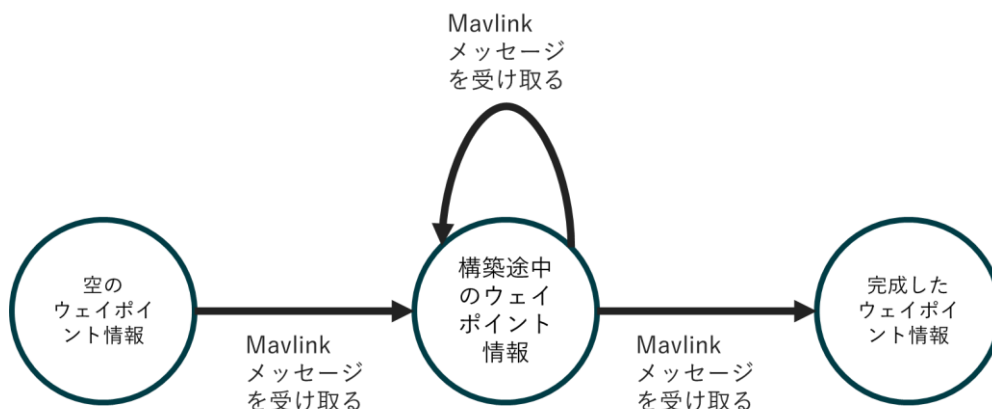 Mavlink
メッセージ
を受け取る
空の
ウェイポイ
ント情報
構築途中
のウェイ
ポイント
情報
完成した
ウェイポイ
ント情報
Mavlink
メッセージ
を受け取る
Mavlink
メッセージ
を受け取る